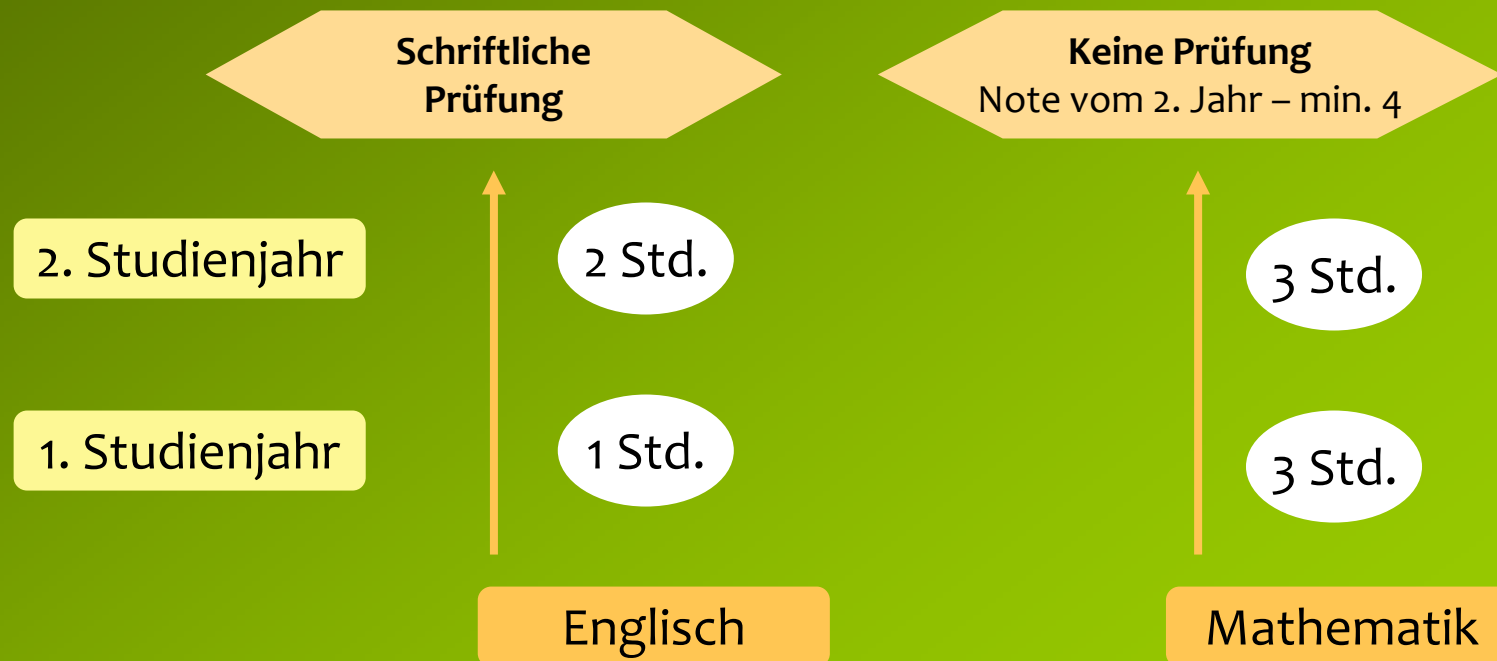 Schriftliche
Prüfung
Keine Prüfung
Note vom 2. Jahr – min. 4
2. Studienjahr
2 Std.
3 Std.
1. Studienjahr
1 Std.
3 Std.
Englisch
Mathematik